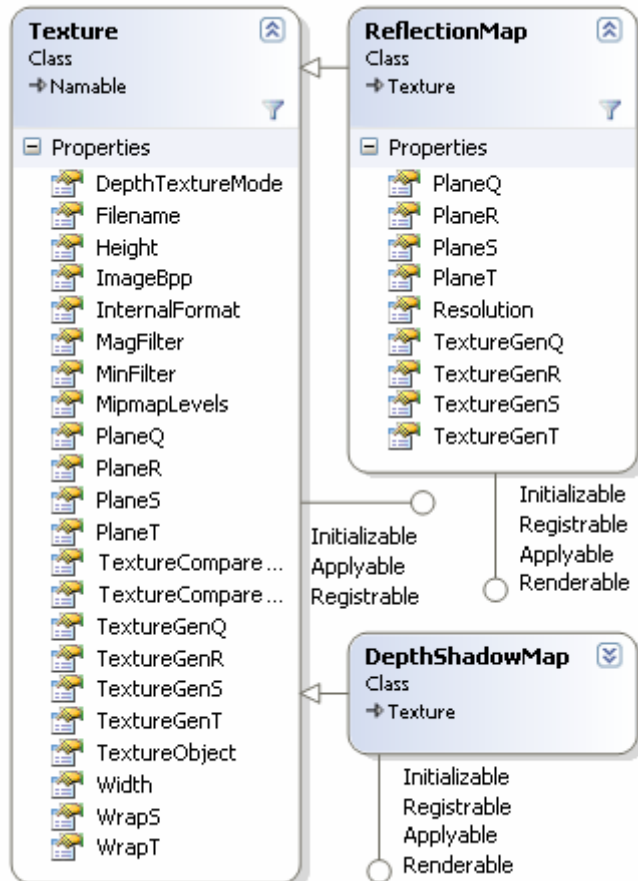 Texture
Class
Namable
Properties
DepthTextureMode
Filename
Height
ImageBpp
InternalFormat
MagFilter
MinFilter
MipmapLevels
PlaneQ
PlaneR
PlaneS
PlaneT
TextureCompare...
TextureCompare...
TextureGenQ
TextureGenR
TextureGenS
TextureGenT
TextureObject
Width
WrapS
WrapT
Initializable
Applyable
Registrable
ReflectionMap
Class
Texture
Properties
PlaneQ
PlaneR
PlaneS
PlaneT
Resolution
TextureGenQ
TextureGenR
TextureGenS
TextureGenT
Initializable
Registrable
Applyable
Renderable
DepthShadowMap
Class
Texture
Initializable
Registrable
Applyable
Renderable